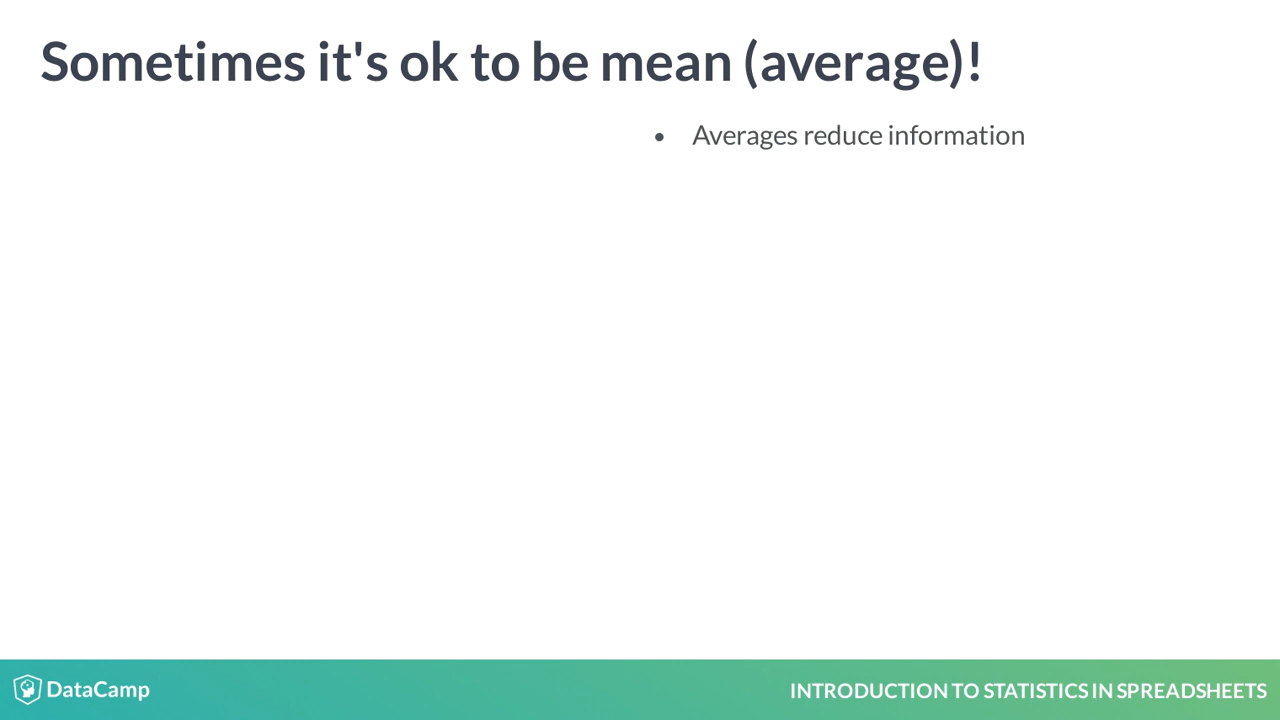 Sometimes it's ok to be mean (average)!
• Averages reduce information
DataCamp
INTRODUCTION TO STATISTICS IN SPREADSHEETS